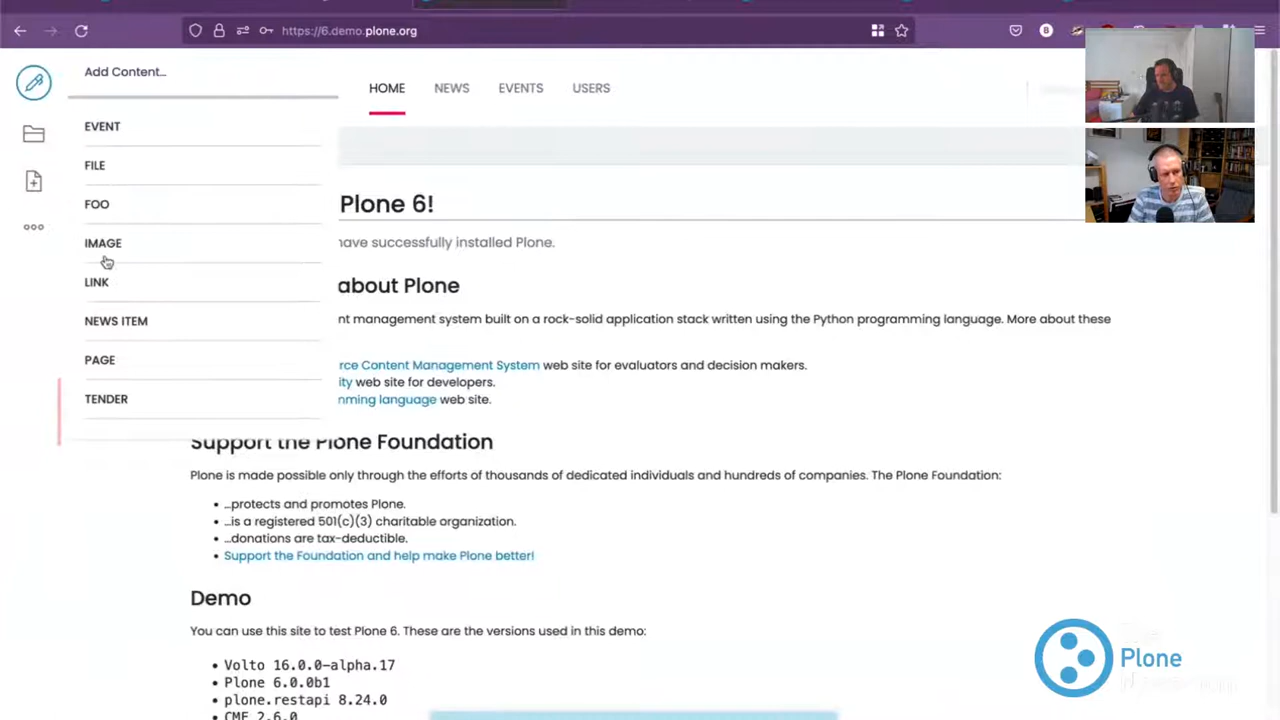 https://6.demo.plone.org
Add Content...
HOME NEWS EVENTS USERS
EVENT
FILE
FOO
IMAGE
LINK
NEWS ITEM
PAGE
TENDER
Plone 6!
have successfully installed Plone.
about Plone
nt management system built on a rock-solid application stack written using the Python programming language. More about these
rce Content Management System web site for evaluators and decision makers.
ity web site for developers.
mming language web site.
Support the Plone Foundation
Plone is made possible only through the efforts of thousands of dedicated individuals and hundreds of companies. The Plone Foundation:
...protects and promotes Plone.
...is a registered 501(c)(3) charitable organization.
...donations are tax-deductible.
Support the Foundation and help make Plone better!
Demo
You can use this site to test Plone 6. These are the versions used in this demo:
Volto 16.0.0-alpha.17
Plone 6.0.0b1
plone.restapi 8.24.0
CMF 2.6.0
Plone